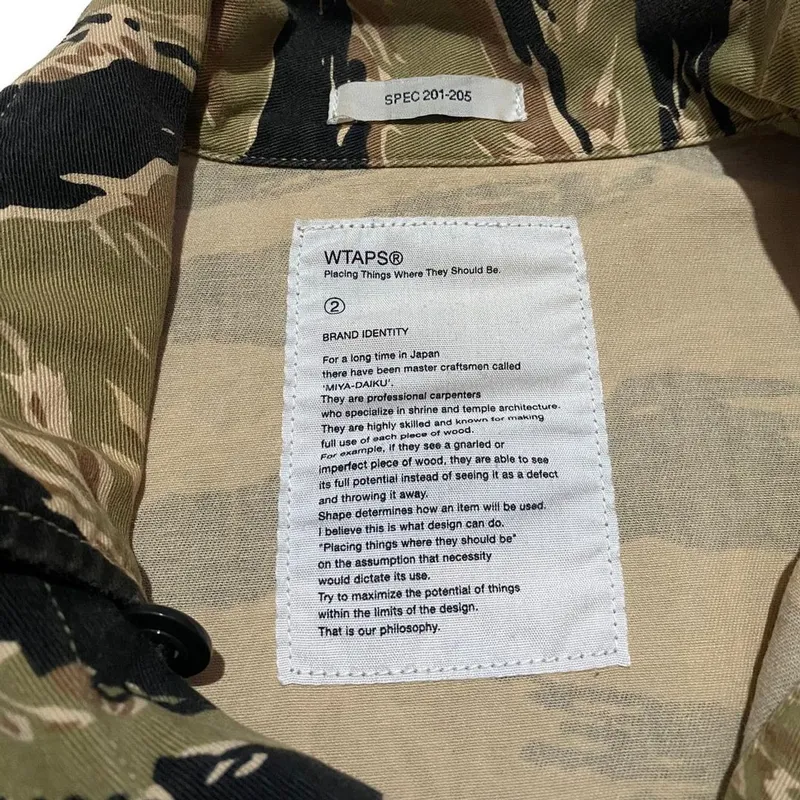 SPEC 201-205
WTAPS®
Placing Things Where They Should Be.
②
BRAND IDENTITY
For a long time in Japan
there have been master craftsmen called
'MIYA-DAIKU'.
They are professional carpenters
who specialize in shrine and temple architecture.
They are highly skilled and known for making
full use of each piece of wood.
For example, if they see a gnarled or
imperfect piece of wood, they are able to see
its full potential instead of seeing it as a defect
and throwing it away.
Shape determines how an item will be used.
I believe this is what design can do.
"Placing things where they should be"
on the assumption that necessity
would dictate its use.
Try to maximize the potential of things
within the limits of the design.
That is our philosophy.